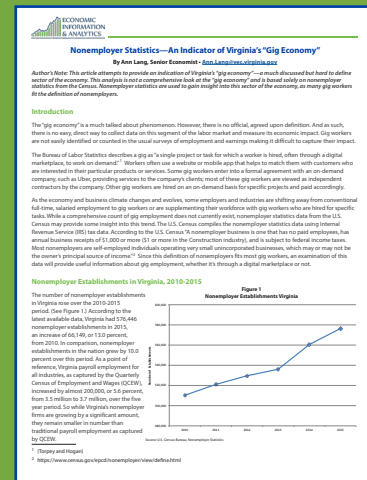 ECONOMIC
INFORMATION
& ANALYTICS
Nonemployer Statistics—An Indicator of Virginia's "Gig Economy"
By Ann Lang, Senior Economist • Ann.Lang@vec.virginia.gov
Author's Note: This article attempts to provide an indication of Virginia's "gig economy"—a much discussed but hard to define
sector of the economy. This analysis is not a comprehensive look at the "gig economy" and is based solely on nonemployer
statistics from the Census. Nonemployer statistics are used to gain insight into this sector of the economy, as many gig workers
fit the definition of nonemployers.
Introduction
The "gig economy" is a much talked about phenomenon. However, there is no official, agreed upon definition. And as such,
there is no easy, direct way to collect data on this segment of the labor market and measure its economic impact. Gig workers
are not easily identified or counted in the usual surveys of employment and earnings making it difficult to capture their impact.
The Bureau of Labor Statistics describes a gig as "a single project or task for which a worker is hired, often through a digital
marketplace, to work on demand." 1 Workers often use a website or mobile app that helps to match them with customers who
are interested in their particular products or services. Some gig workers enter into a formal agreement with an on-demand
company, such as Uber, providing services to the company's clients; most of these gig workers are viewed as independent
contractors by the company. Other gig workers are hired on an on-demand basis for specific projects and paid accordingly.
As the economy and business climate changes and evolves, some employers and industries are shifting away from conventional
full-time, salaried employment to gig workers or are supplementing their workforce with gig workers who are hired for specific
tasks. While a comprehensive count of gig employment does not currently exist, nonemployer statistics data from the U.S.
Census may provide some insight into this trend. The U.S. Census compiles the nonemployer statistics data using Internal
Revenue Service (IRS) tax data. According to the U.S. Census "A nonemployer business is one that has no paid employees, has
annual business receipts of $1,000 or more ($1 or more in the Construction industry), and is subject to federal income taxes.
Most nonemployers are self-employed individuals operating very small unincorporated businesses, which may or may not be
the owner's principal source of income." 2 Since this definition of nonemployers fits most gig workers, an examination of this
data will provide useful information about gig employment, whether it's through a digital marketplace or not.
Nonemployer Establishments in Virginia, 2010-2015
The number of nonemployer establishments
in Virginia rose over the 2010-2015
period. (See Figure 1.) According to the
latest available data, Virginia had 576,446
nonemployer establishments in 2015,
an increase of 66,149, or 13.0 percent,
from 2010. In comparison, nonemployer
establishments in the nation grew by 10.0
percent over this period. As a point of
reference, Virginia payroll employment for
all industries, as captured by the Quarterly
Census of Employment and Wages (QCEW),
increased by almost 200,000, or 5.6 percent,
from 3.5 million to 3.7 million, over the five
year period. So while Virginia's nonemployer
firms are growing by a significant amount,
they remain smaller in number than
traditional payroll employment as captured
by QCEW.
Figure 1
Nonemployer Establishments Virginia
600,000
580,000
560,000
540,000
520,000
500,000
480,000
Number of Establishments
2010 2011 2012 2013 2014 2015
Source: U.S. Census Bureau, Nonemployer Statistics
1 (Torpey and Hogan)
2 https://www.census.gov/epcd/nonemployer/view/define.html